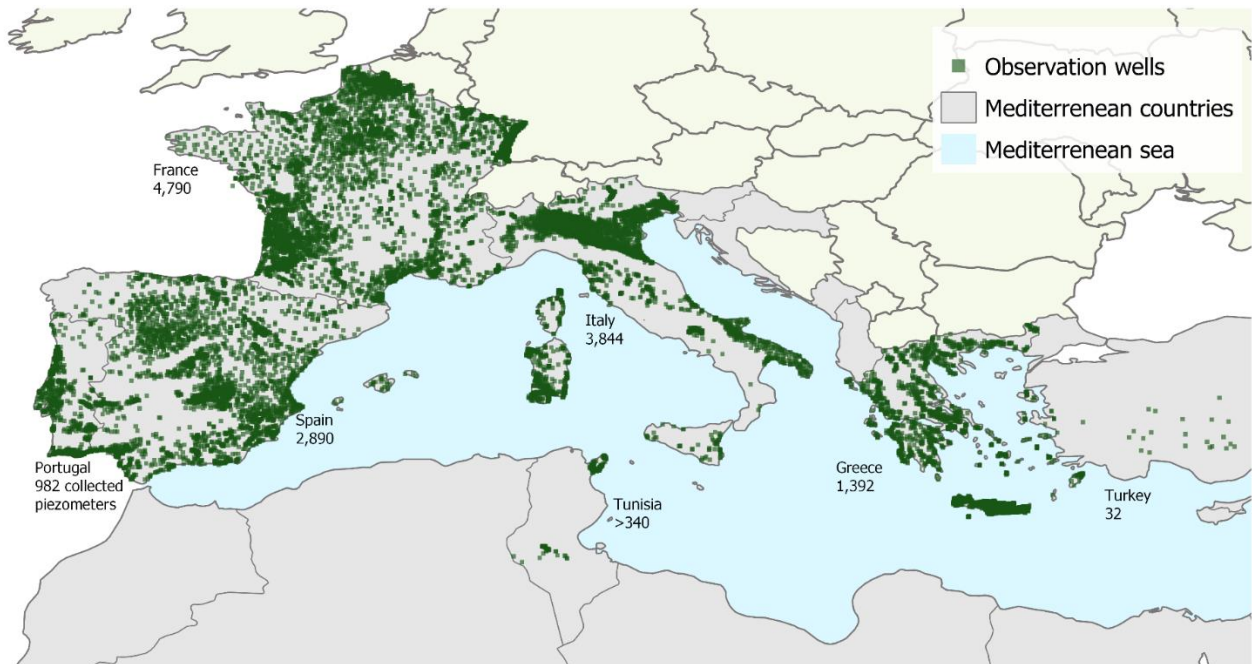 Observation wells
Mediterrenean countries
Mediterrenean sea
France
4,790
Italy
3,844
Spain
2,890
Portugal
982 collected
piezometers
Tunisia
>340
Greece
1,392
Turkey
32